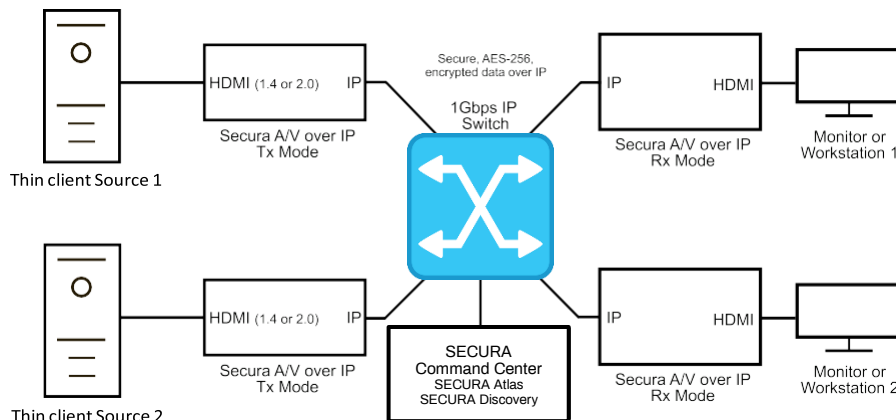 HDMI (1.4 or 2.0) IP
Secura A/V over IP
Tx Mode
Thin client Source 1
Secure, AES-256,
encrypted data over IP
1Gbps IP
Switch
IP HDMI
Secura A/V over IP
Rx Mode
Monitor or
Workstation 1
HDMI (1.4 or 2.0) IP
Secura A/V over IP
Tx Mode
Thin client Source 2
SECURA
Command Center
SECURA Atlas
SECURA Discovery
IP HDMI
Secura A/V over IP
Rx Mode
Monitor or
Workstation 2